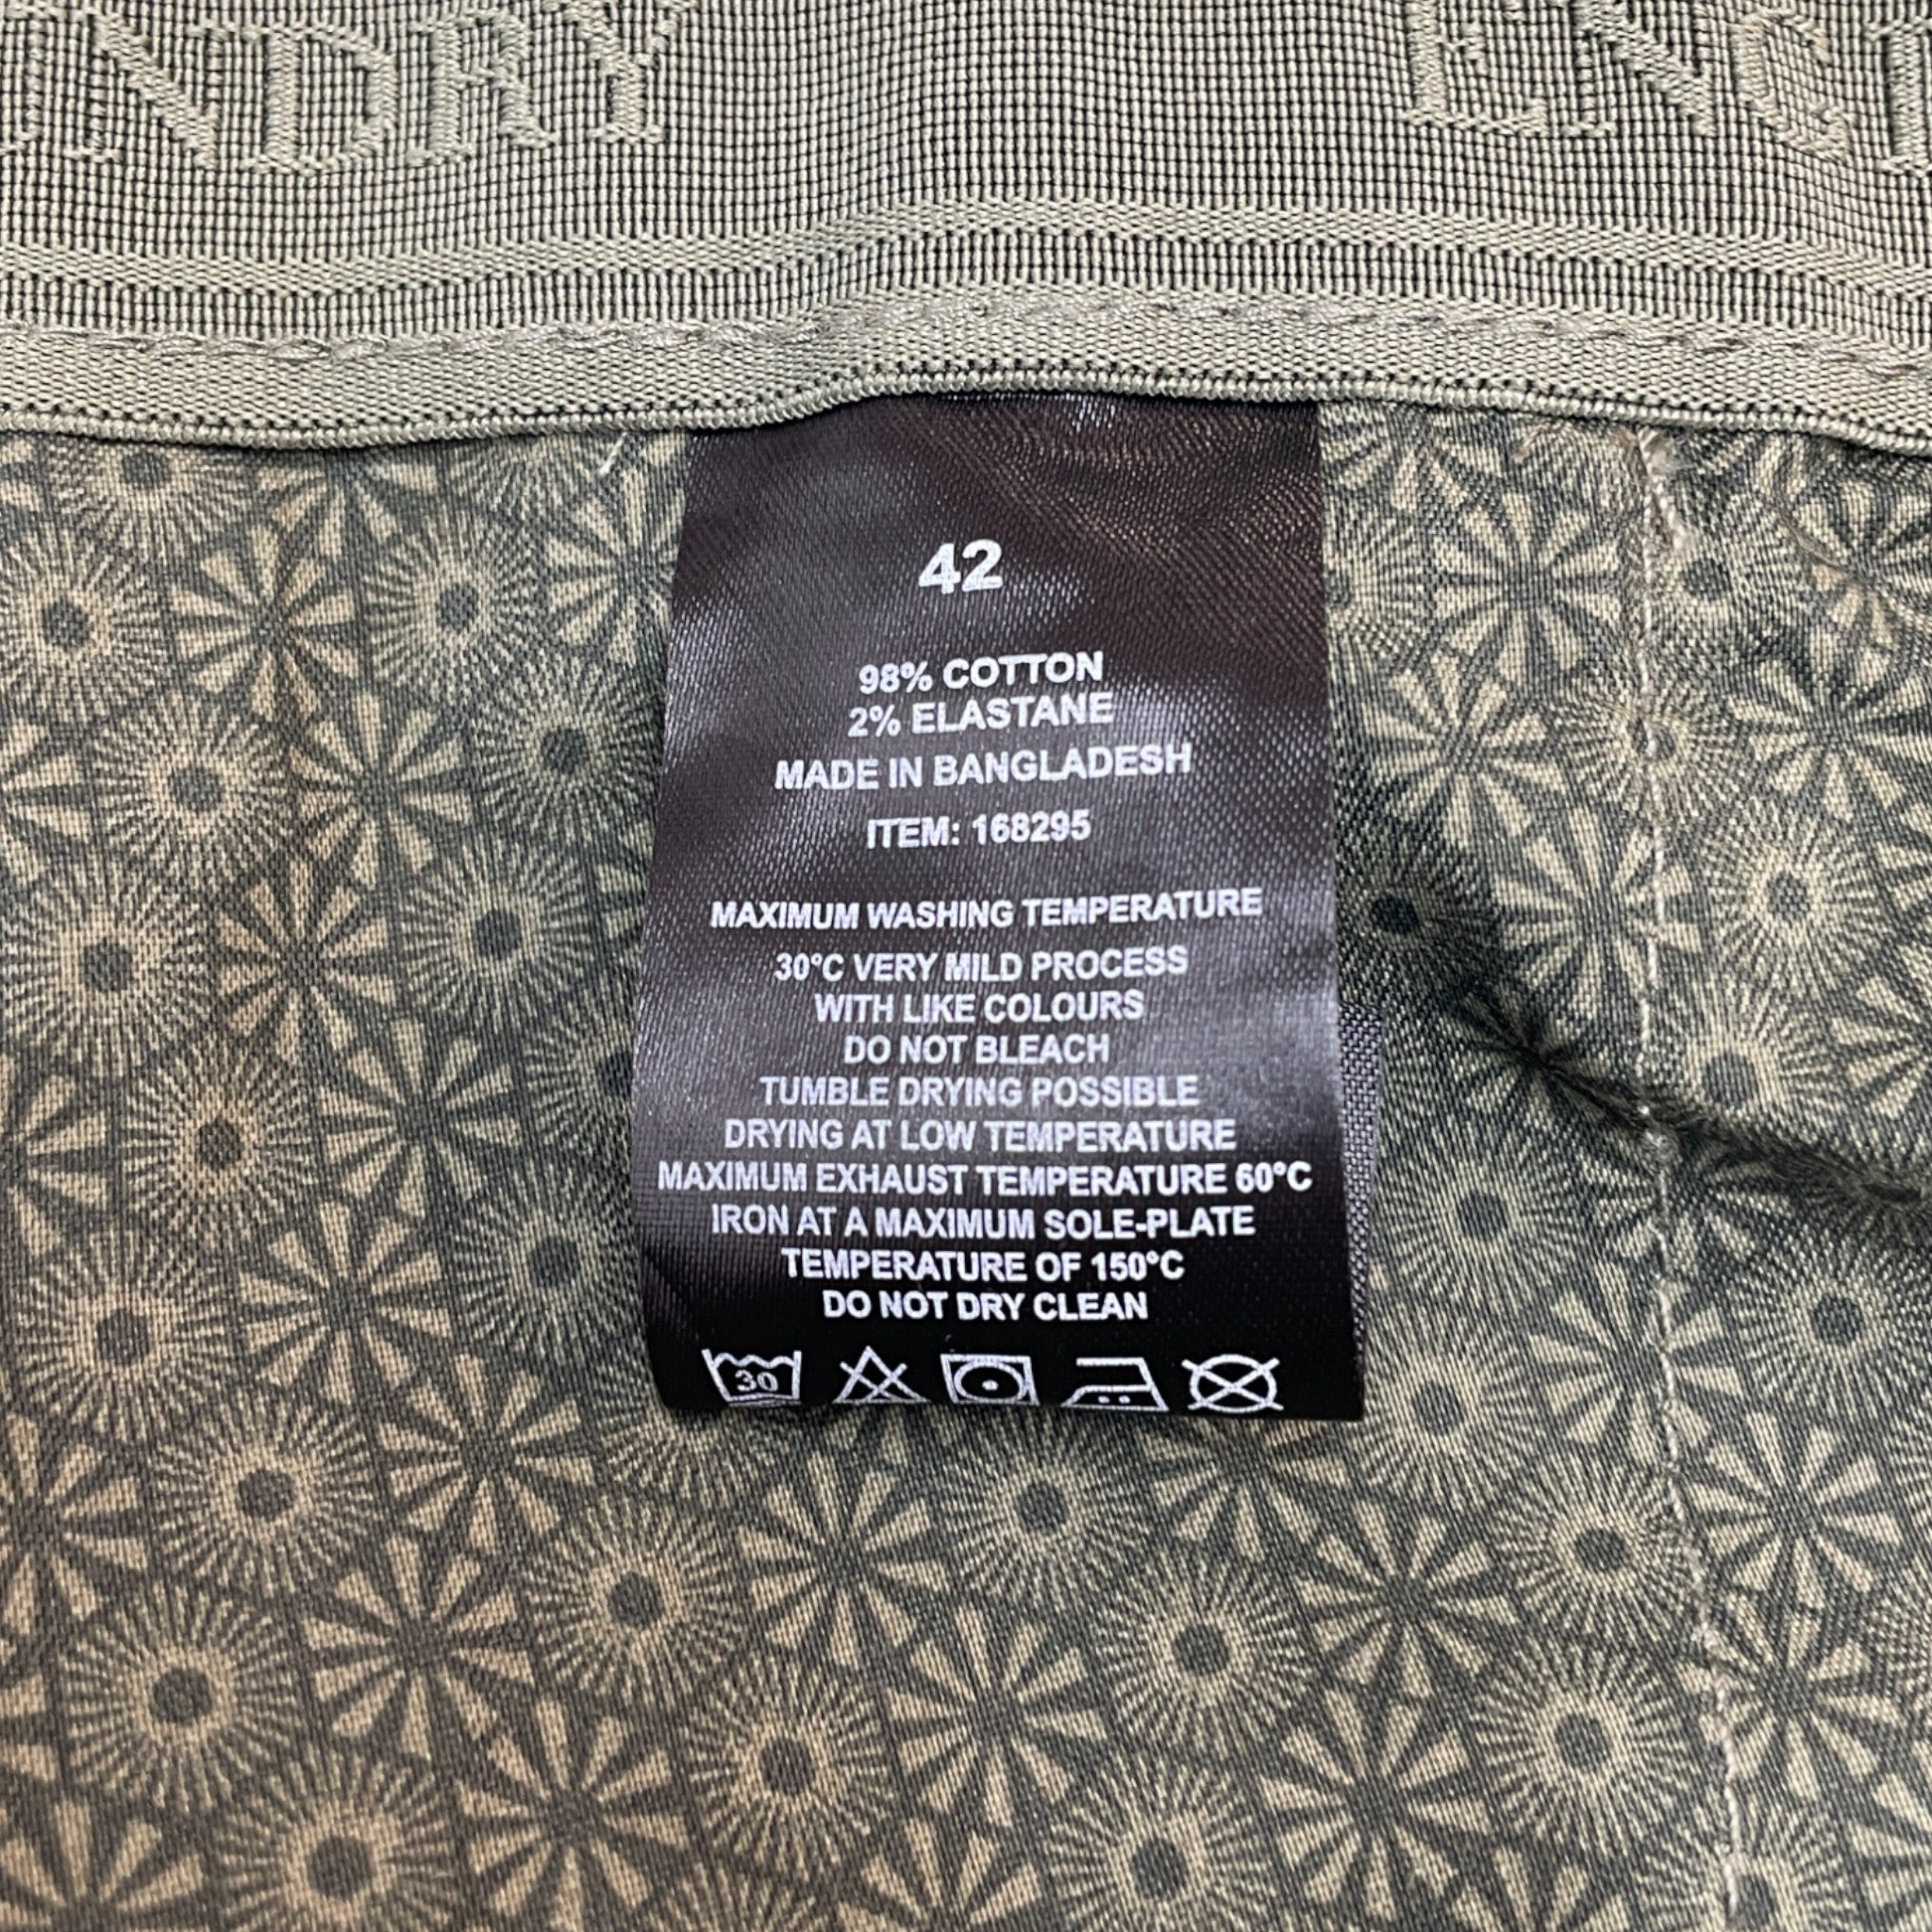 UNDRY ENGL
42
98% COTTON
2% ELASTANE
MADE IN BANGLADESH
ITEM: 168295
MAXIMUM WASHING TEMPERATURE
30°C VERY MILD PROCESS
WITH LIKE COLOURS
DO NOT BLEACH
TUMBLE DRYING POSSIBLE
DRYING AT LOW TEMPERATURE
MAXIMUM EXHAUST TEMPERATURE 60°C
IRON AT A MAXIMUM SOLE-PLATE
TEMPERATURE OF 150°C
DO NOT DRY CLEAN
30